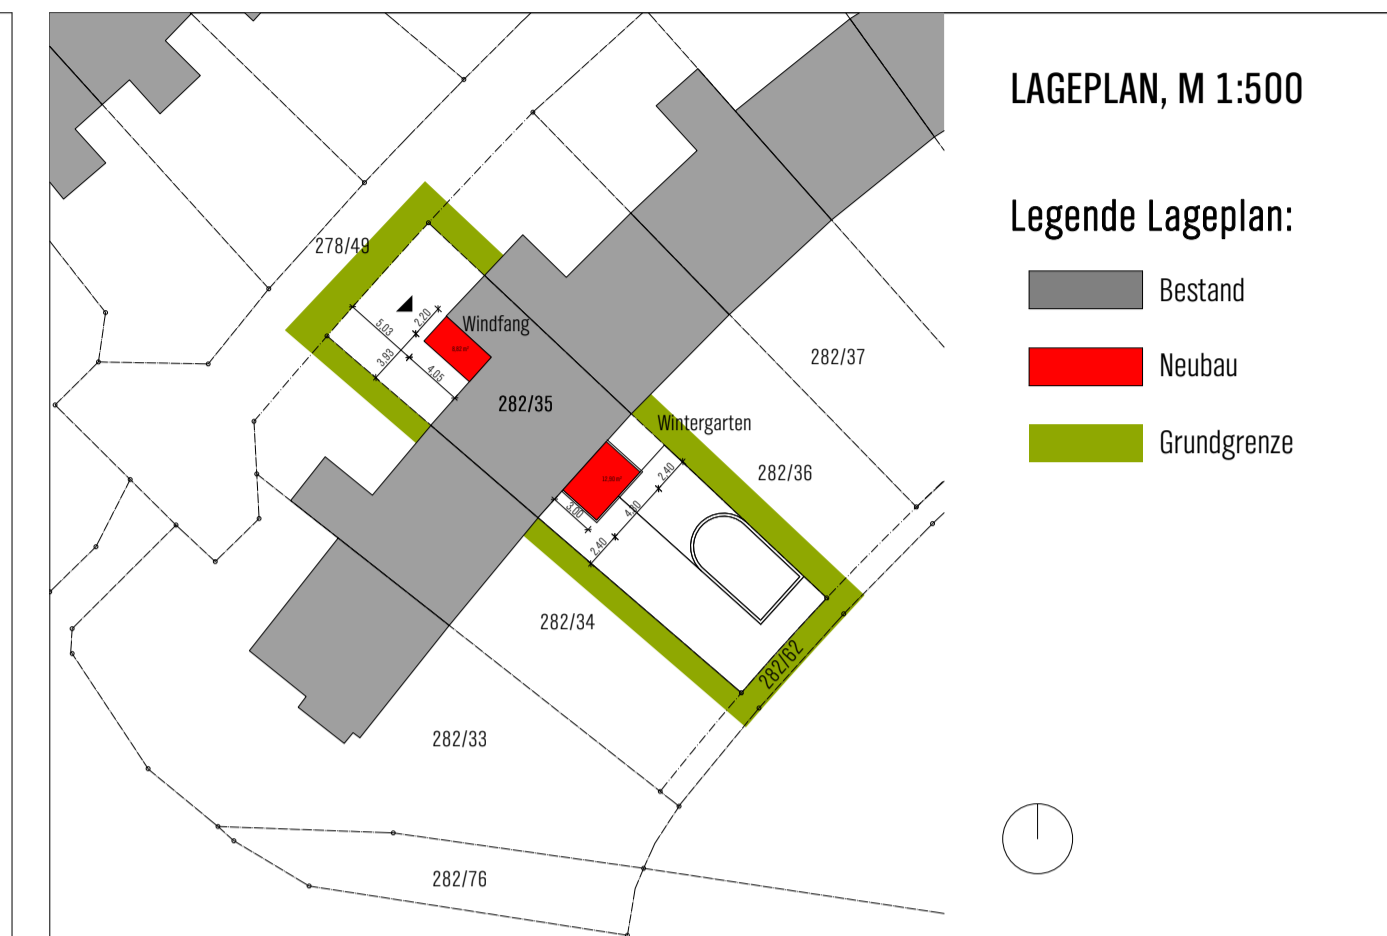 LAGEPLAN, M 1:500
Legende Lageplan:
Bestand
Neubau
Grundgrenze
278/49
5,03
2,20
Windfang
3,93
4,05
282/35
282/37
Wintergarten
282/36
2,40
3,00
2,40
282/34
282/62
282/33
282/76